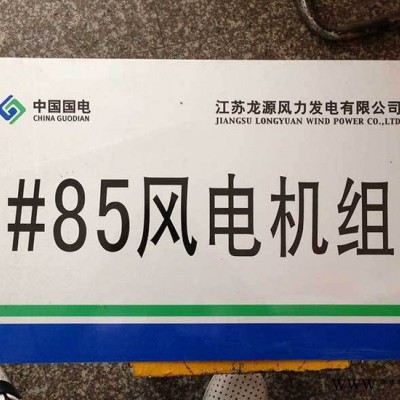 中国国电
CHINA GUODIAN
江苏龙源风力发电有限公司
JIANGSU LONGYUAN WIND POWER CO.,LTD
#85风电机组